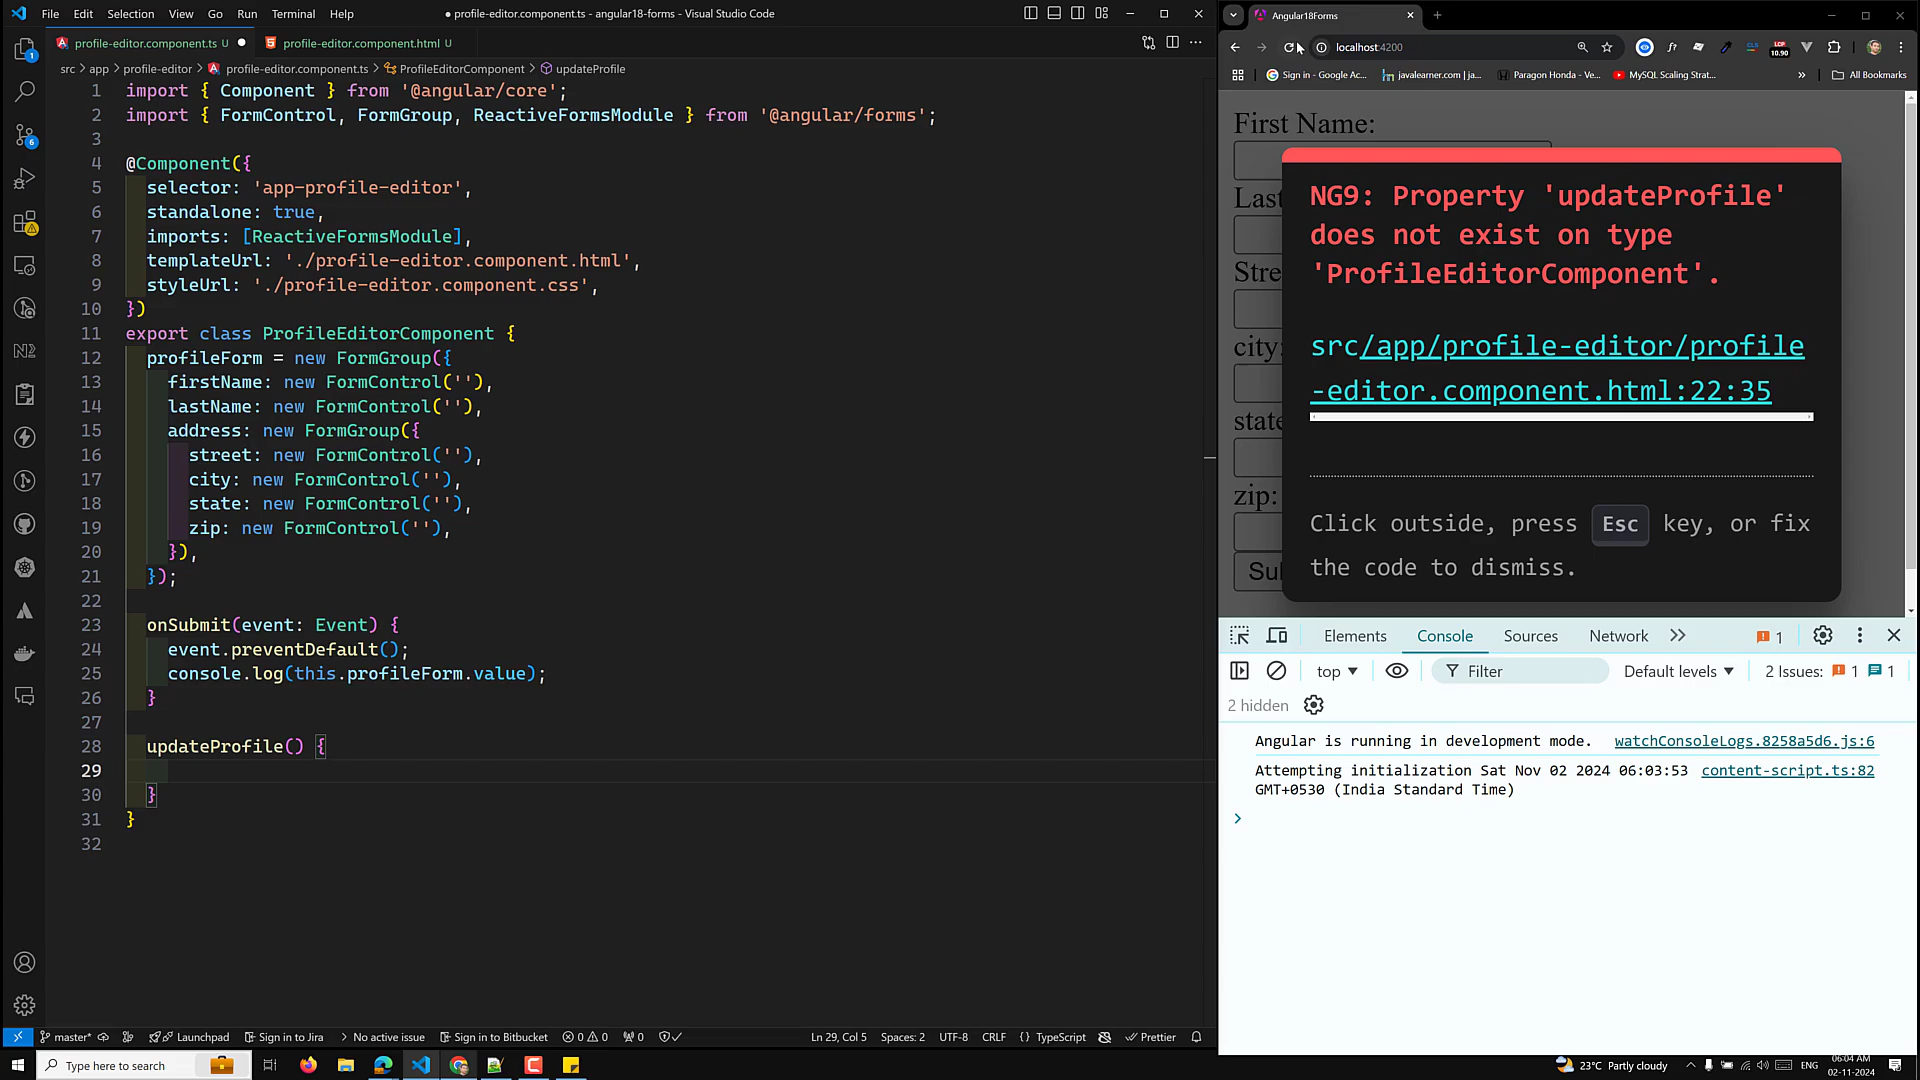 File Edit Selection View Go Run Terminal Help
● profile-editor.component.ts - angular18-forms - Visual Studio Code
profile-editor.component.ts U ●
profile-editor.component.html U
src > app > profile-editor > profile-editor.component.ts > ProfileEditorComponent > updateProfile
1 import { Component } from '@angular/core';
2 import { FormControl, FormGroup, ReactiveFormsModule } from '@angular/forms';
3
4 @Component({
5 selector: 'app-profile-editor',
6 standalone: true,
7 imports: [ReactiveFormsModule],
8 templateUrl: './profile-editor.component.html',
9 styleUrl: './profile-editor.component.css',
10 })
11 export class ProfileEditorComponent {
12 profileForm = new FormGroup({
13 firstName: new FormControl(''),
14 lastName: new FormControl(''),
15 address: new FormGroup({
16 street: new FormControl(''),
17 city: new FormControl(''),
18 state: new FormControl(''),
19 zip: new FormControl(''),
20 }),
21 });
22
23 onSubmit(event: Event) {
24 event.preventDefault();
25 console.log(this.profileForm.value);
26 }
27
28 updateProfile() {
29
30 }
31 }
32
master* Launchpad Sign in to Jira > No active issue Sign in to Bitbucket 0 0 0
Ln 29, Col 5 Spaces: 2 UTF-8 CRLF {} TypeScript Prettier
Angular18Forms
localhost:4200
Sign in - Google Ac... javalearner.com | ja... Paragon Honda - Ve... MySQL Scaling Strat... » All Bookmarks
First Name:
Last
Stre
city:
state
zip:
Sub
NG9: Property 'updateProfile'
does not exist on type
'ProfileEditorComponent'.
src/app/profile-editor/profile
-editor.component.html:22:35
Click outside, press Esc key, or fix
the code to dismiss.
Elements Console Sources Network » 1
top Filter Default levels 2 Issues: 1 1
2 hidden
Angular is running in development mode. watchConsoleLogs.8258a5d6.js:6
Attempting initialization Sat Nov 02 2024 06:03:53 content-script.ts:82
GMT+0530 (India Standard Time)
>
Type here to search
23°C Partly cloudy ENG
06:04 AM
02-11-2024